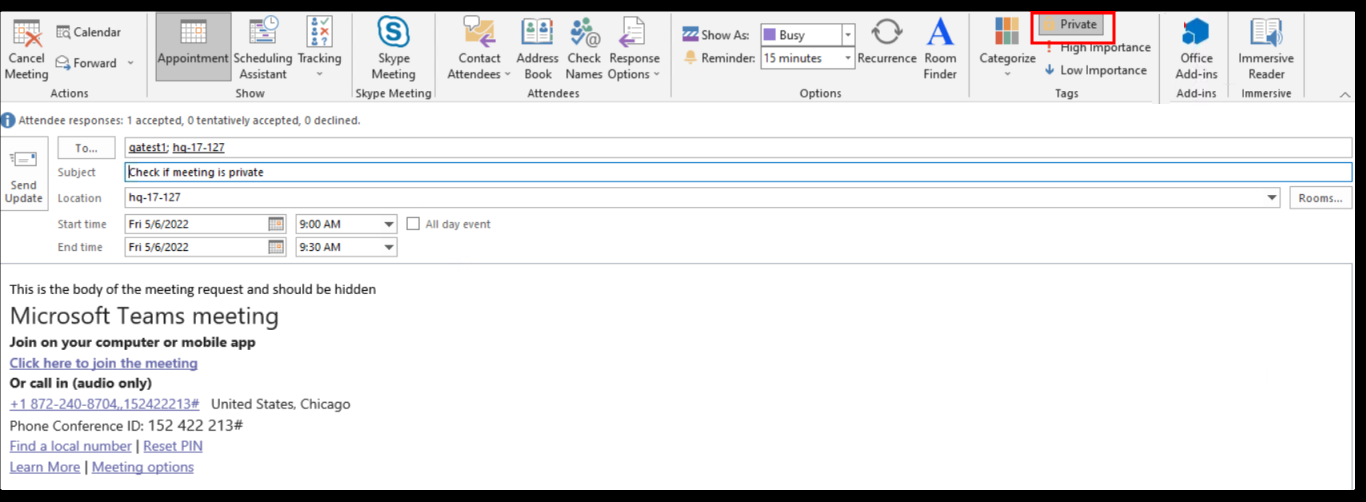 Cancel Meeting
Calendar
Forward
Actions
Appointment
Scheduling Assistant
Tracking
Show
Skype Meeting
Skype Meeting
Contact Attendees
Address Book
Check Names
Response Options
Attendees
Show As: Busy
Reminder: 15 minutes
Recurrence
Room Finder
Options
Categorize
Private
High Importance
Low Importance
Tags
Office Add-ins
Add-ins
Immersive Reader
Immersive
Attendee responses: 1 accepted, 0 tentatively accepted, 0 declined.
Send Update
To... qatest1; hq-17-127
Subject Check if meeting is private
Location hq-17-127 Rooms...
Start time Fri 5/6/2022 9:00 AM All day event
End time Fri 5/6/2022 9:30 AM
This is the body of the meeting request and should be hidden
Microsoft Teams meeting
Join on your computer or mobile app
Click here to join the meeting
Or call in (audio only)
+1 872-240-8704,,152422213# United States, Chicago
Phone Conference ID: 152 422 213#
Find a local number | Reset PIN
Learn More | Meeting options